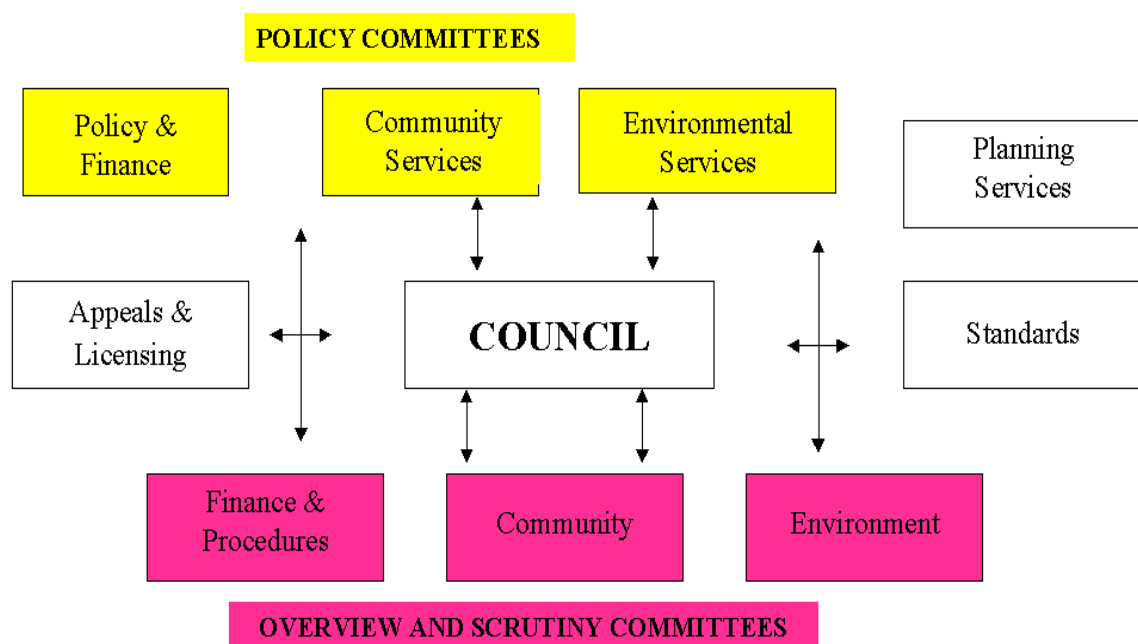 POLICY COMMITTEES
Policy &
Finance
Community
Services
Environmental
Services
Planning
Services
Appeals &
Licensing
COUNCIL
Standards
Finance &
Procedures
Community
Environment
OVERVIEW AND SCRUTINY COMMITTEES